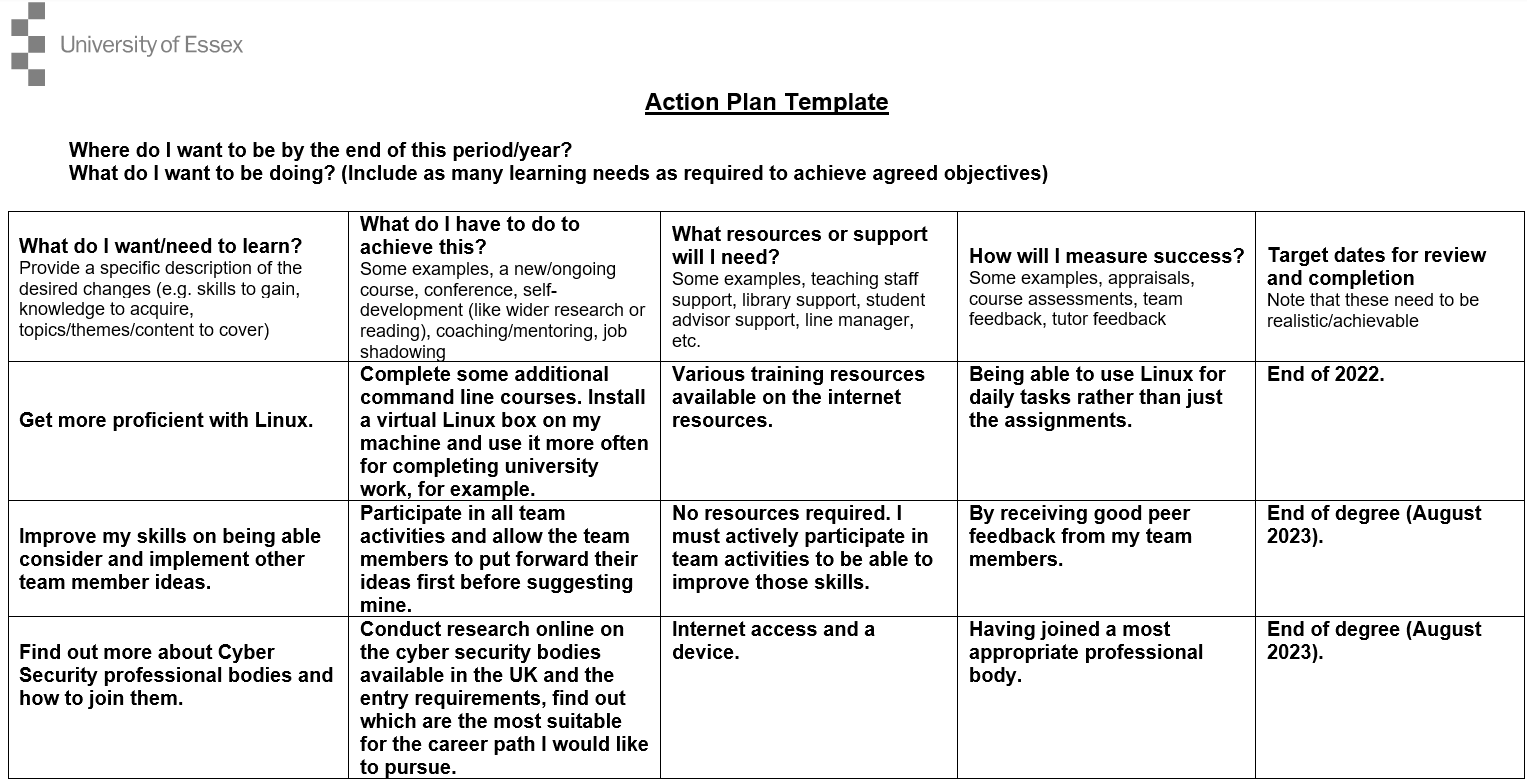 University of Essex
Action Plan Template
Where do I want to be by the end of this period/year?
What do I want to be doing? (Include as many learning needs as required to achieve agreed objectives)
What do I want/need to learn?
Provide a specific description of the
desired changes (e.g. skills to gain,
knowledge to acquire,
topics/themes/content to cover)
What do I have to do to
achieve this?
Some examples, a new/ongoing
course, conference, self-
development (like wider research or
reading), coaching/mentoring, job
shadowing
What resources or support
will I need?
Some examples, teaching staff
support, library support, student
advisor support, line manager,
etc.
How will I measure success?
Some examples, appraisals,
course assessments, team
feedback, tutor feedback
Target dates for review
and completion
Note that these need to be
realistic/achievable
Get more proficient with Linux.
Complete some additional
command line courses. Install
a virtual Linux box on my
machine and use it more often
for completing university
work, for example.
Various training resources
available on the internet
resources.
Being able to use Linux for
daily tasks rather than just
the assignments.
End of 2022.
Improve my skills on being able
consider and implement other
team member ideas.
Participate in all team
activities and allow the team
members to put forward their
ideas first before suggesting
mine.
No resources required. I
must actively participate in
team activities to be able to
improve those skills.
By receiving good peer
feedback from my team
members.
End of degree (August
2023).
Find out more about Cyber
Security professional bodies and
how to join them.
Conduct research online on
the cyber security bodies
available in the UK and the
entry requirements, find out
which are the most suitable
for the career path I would like
to pursue.
Internet access and a
device.
Having joined a most
appropriate professional
body.
End of degree (August
2023).